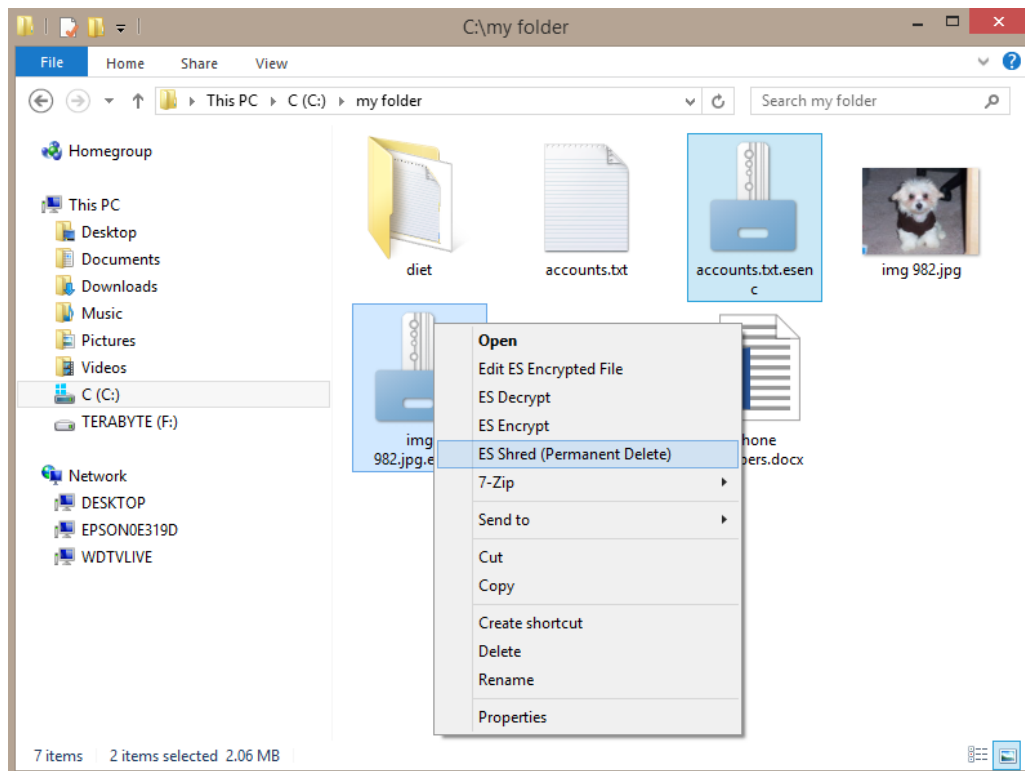 C:\my folder
File Home Share View
This PC C (C:) my folder
Search my folder
Homegroup
This PC
Desktop
Documents
Downloads
Music
Pictures
Videos
C (C:)
TERABYTE (F:)
Network
DESKTOP
EPSON0E319D
WDTVLIVE
diet
accounts.txt
accounts.txt.esen
c
img 982.jpg
img
982.jpg.e
hone
bers.docx
Open
Edit ES Encrypted File
ES Decrypt
ES Encrypt
ES Shred (Permanent Delete)
7-Zip
Send to
Cut
Copy
Create shortcut
Delete
Rename
Properties
7 items 2 items selected 2.06 MB